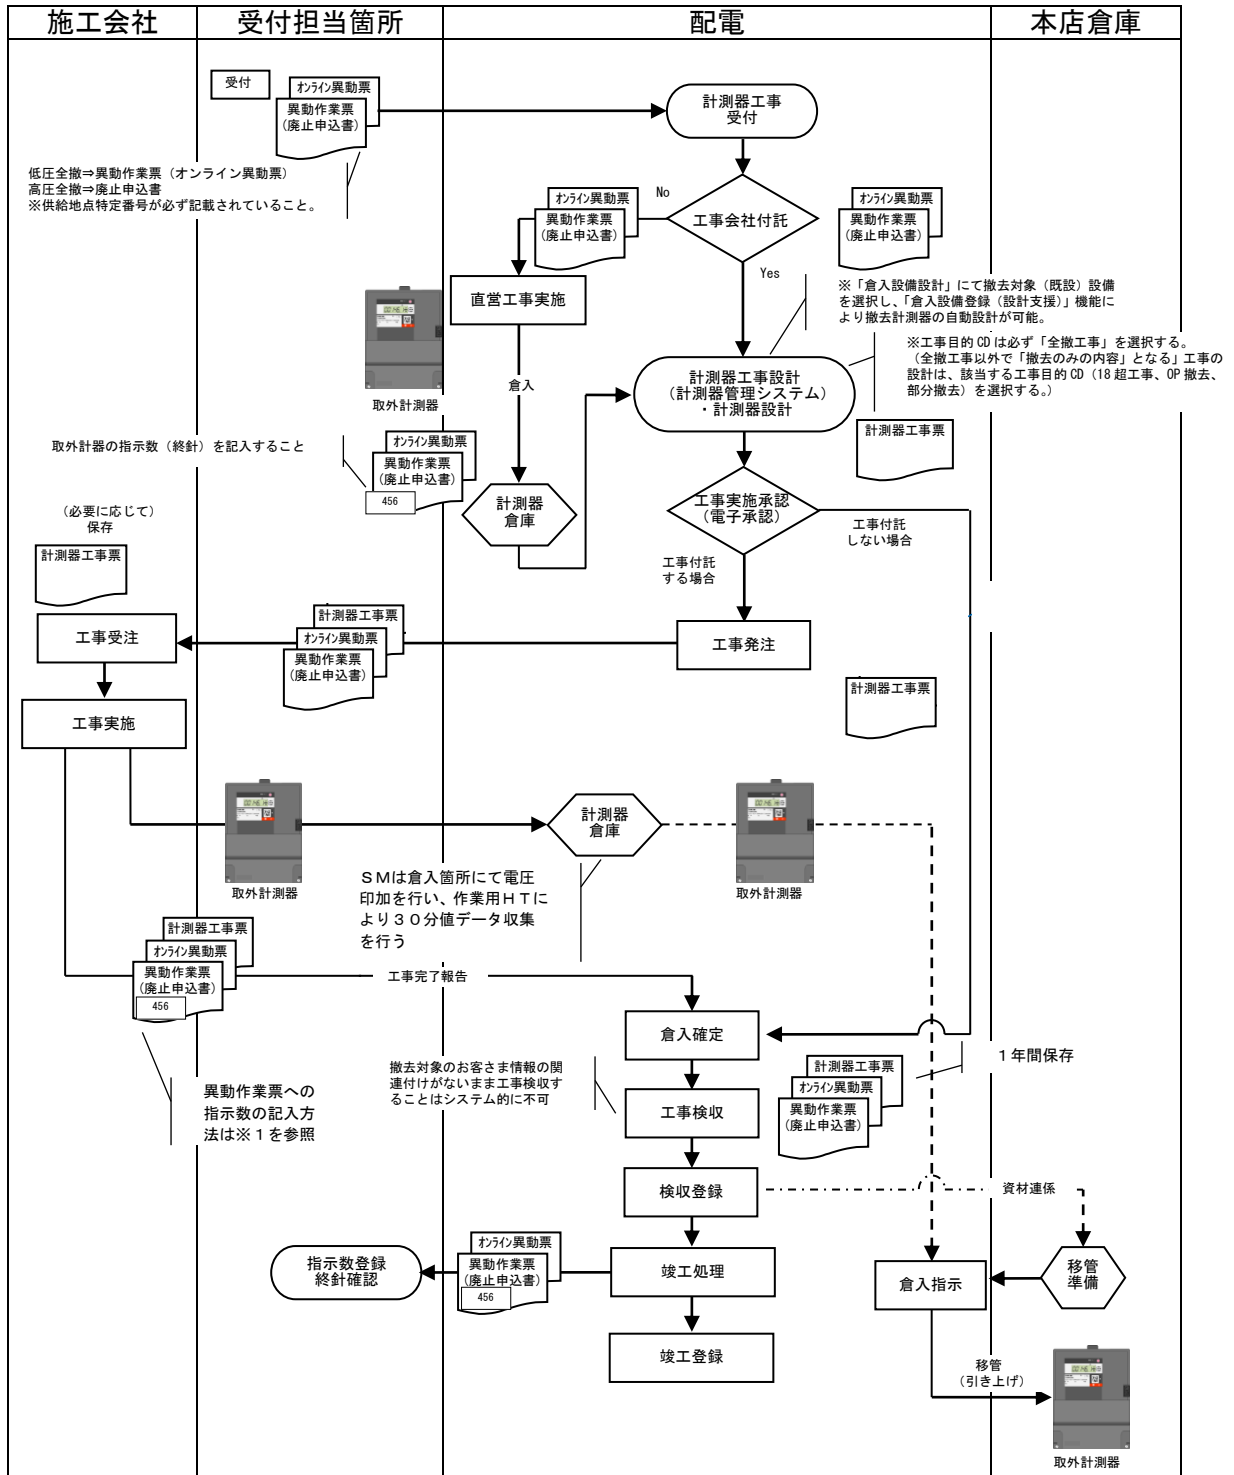 施工会社
受付担当箇所
配電
本店倉庫
受付
オンライン異動票
異動作業票
(廃止申込書)
計測器工事
受付
低圧全撤⇒異動作業票（オンライン異動票）
高圧全撤⇒廃止申込書
※供給地点特定番号が必ず記載されていること。
No
オンライン異動票
異動作業票
(廃止申込書)
工事会社付託
オンライン異動票
異動作業票
(廃止申込書)
Yes
直営工事実施
※「倉入設備設計」にて撤去対象（既設）設備
を選択し、「倉入設備登録（設計支援）」機能に
より撤去計測器の自動設計が可能。
※工事目的CDは必ず「全撤工事」を選択する。
（全撤工事以外で「撤去のみの内容」となる」工事の
設計は、該当する工事目的CD（18超工事、OP撤去、
部分撤去）を選択する。）
取外計測器
倉入
計測器工事設計
（計測器管理システム）
・計測器設計
計測器工事票
取外計器の指示数（終針）を記入すること
オンライン異動票
異動作業票
(廃止申込書)
456
計測器
倉庫
工事実施承認
（電子承認）
工事付託
しない場合
工事付託
する場合
（必要に応じて）
保存
計測器工事票
工事受注
計測器工事票
オンライン異動票
異動作業票
(廃止申込書)
工事発注
計測器工事票
工事実施
取外計測器
計測器
倉庫
取外計測器
ＳＭは倉入箇所にて電圧
印加を行い、作業用ＨＴに
より３０分値データ収集
を行う
計測器工事票
オンライン異動票
異動作業票
(廃止申込書)
456
工事完了報告
倉入確定
異動作業票への
指示数の記入方
法は※１を参照
撤去対象のお客さま情報の関
連付けがないまま工事検収す
ることはシステム的に不可
工事検収
計測器工事票
オンライン異動票
異動作業票
(廃止申込書)
１年間保存
検収登録
資材連係
指示数登録
終針確認
オンライン異動票
異動作業票
(廃止申込書)
456
竣工処理
倉入指示
移管
準備
竣工登録
移管
（引き上げ）
取外計測器